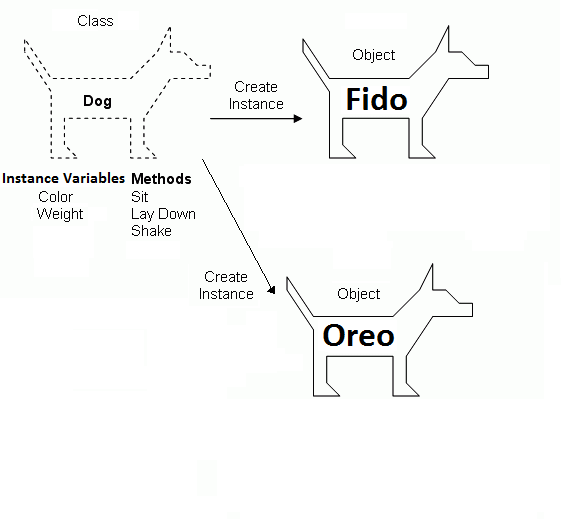 Class
Dog
Instance Variables
Color
Weight
Methods
Sit
Lay Down
Shake
Create
Instance
Object
Fido
Create
Instance
Object
Oreo